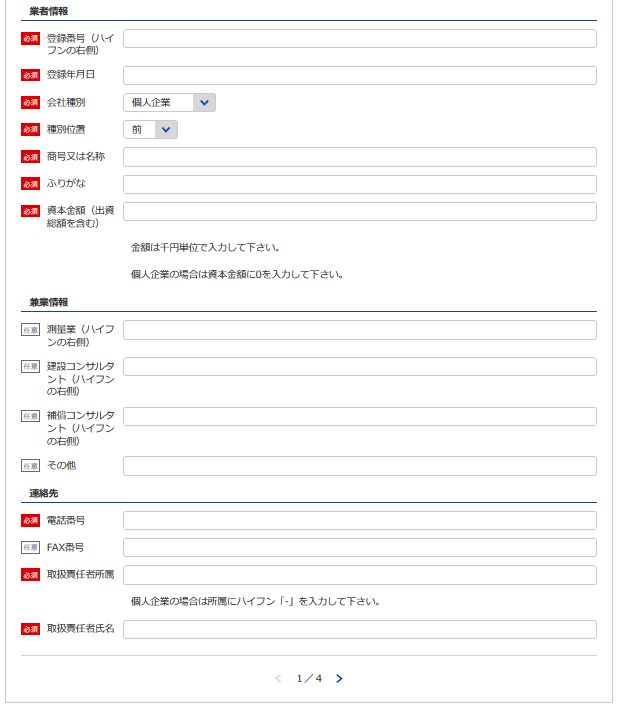 業者情報
必須 登録番号（ハイ
フンの右側）
必須 登録年月日
必須 会社種別 個人企業
必須 種別位置 前
必須 商号又は名称
必須 ふりがな
必須 資本金額（出資
総額を含む）
金額は千円単位で入力して下さい。
個人企業の場合は資本金額に0を入力して下さい。
兼業情報
任意 測量業（ハイフ
ンの右側）
任意 建設コンサルタ
ント（ハイフン
の右側）
任意 補償コンサルタ
ント（ハイフン
の右側）
任意 その他
連絡先
必須 電話番号
任意 FAX番号
必須 取扱責任者所属
個人企業の場合は所属にハイフン「-」を入力して下さい。
必須 取扱責任者氏名
1／4